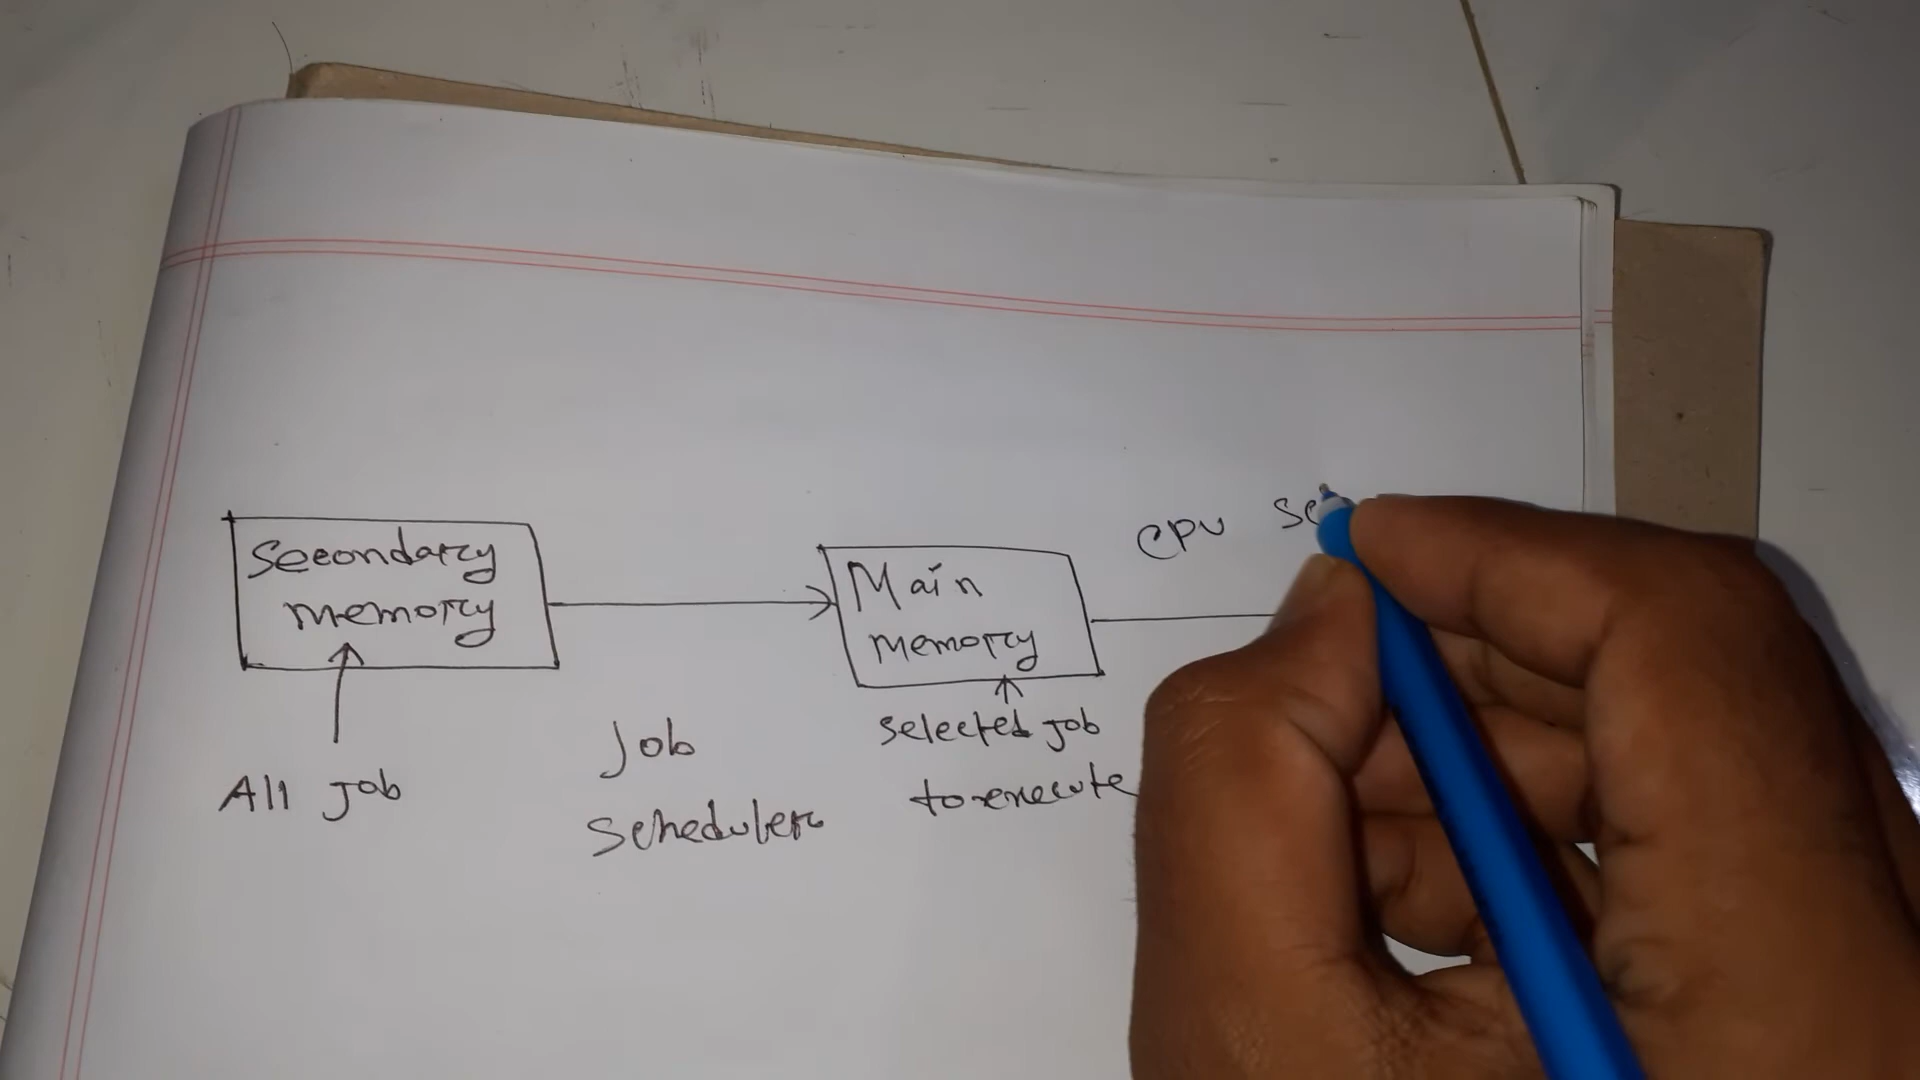 Secondary
memory
All job
Job
Scheduler
Main
memory
selected job
to execute
cpu